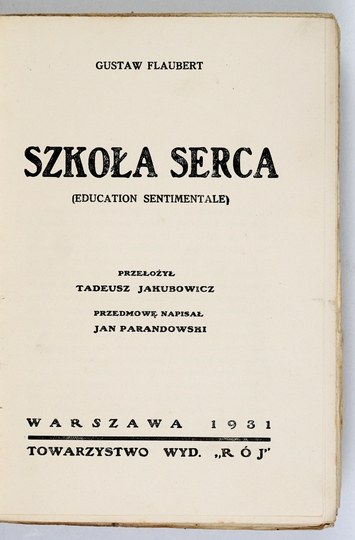 GUSTAW FLAUBERT
SZKOŁA SERCA
(EDUCATION SENTIMENTALE)
PRZEŁOŻYŁ
TADEUSZ JAKUBOWICZ
PRZEDMOWĘ NAPISAŁ
JAN PARANDOWSKI
WARSZAWA 1931
TOWARZYSTWO WYD. „RÓJ”